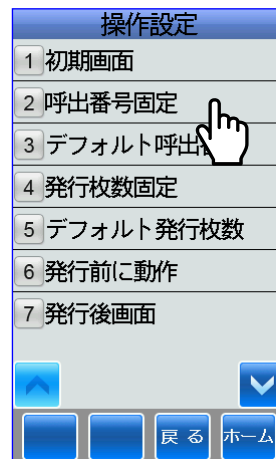 操作設定
1 初期画面
2 呼出番号固定
3 デフォルト呼出
4 発行枚数固定
5 デフォルト発行枚数
6 発行前に動作
7 発行後画面
戻る ホーム